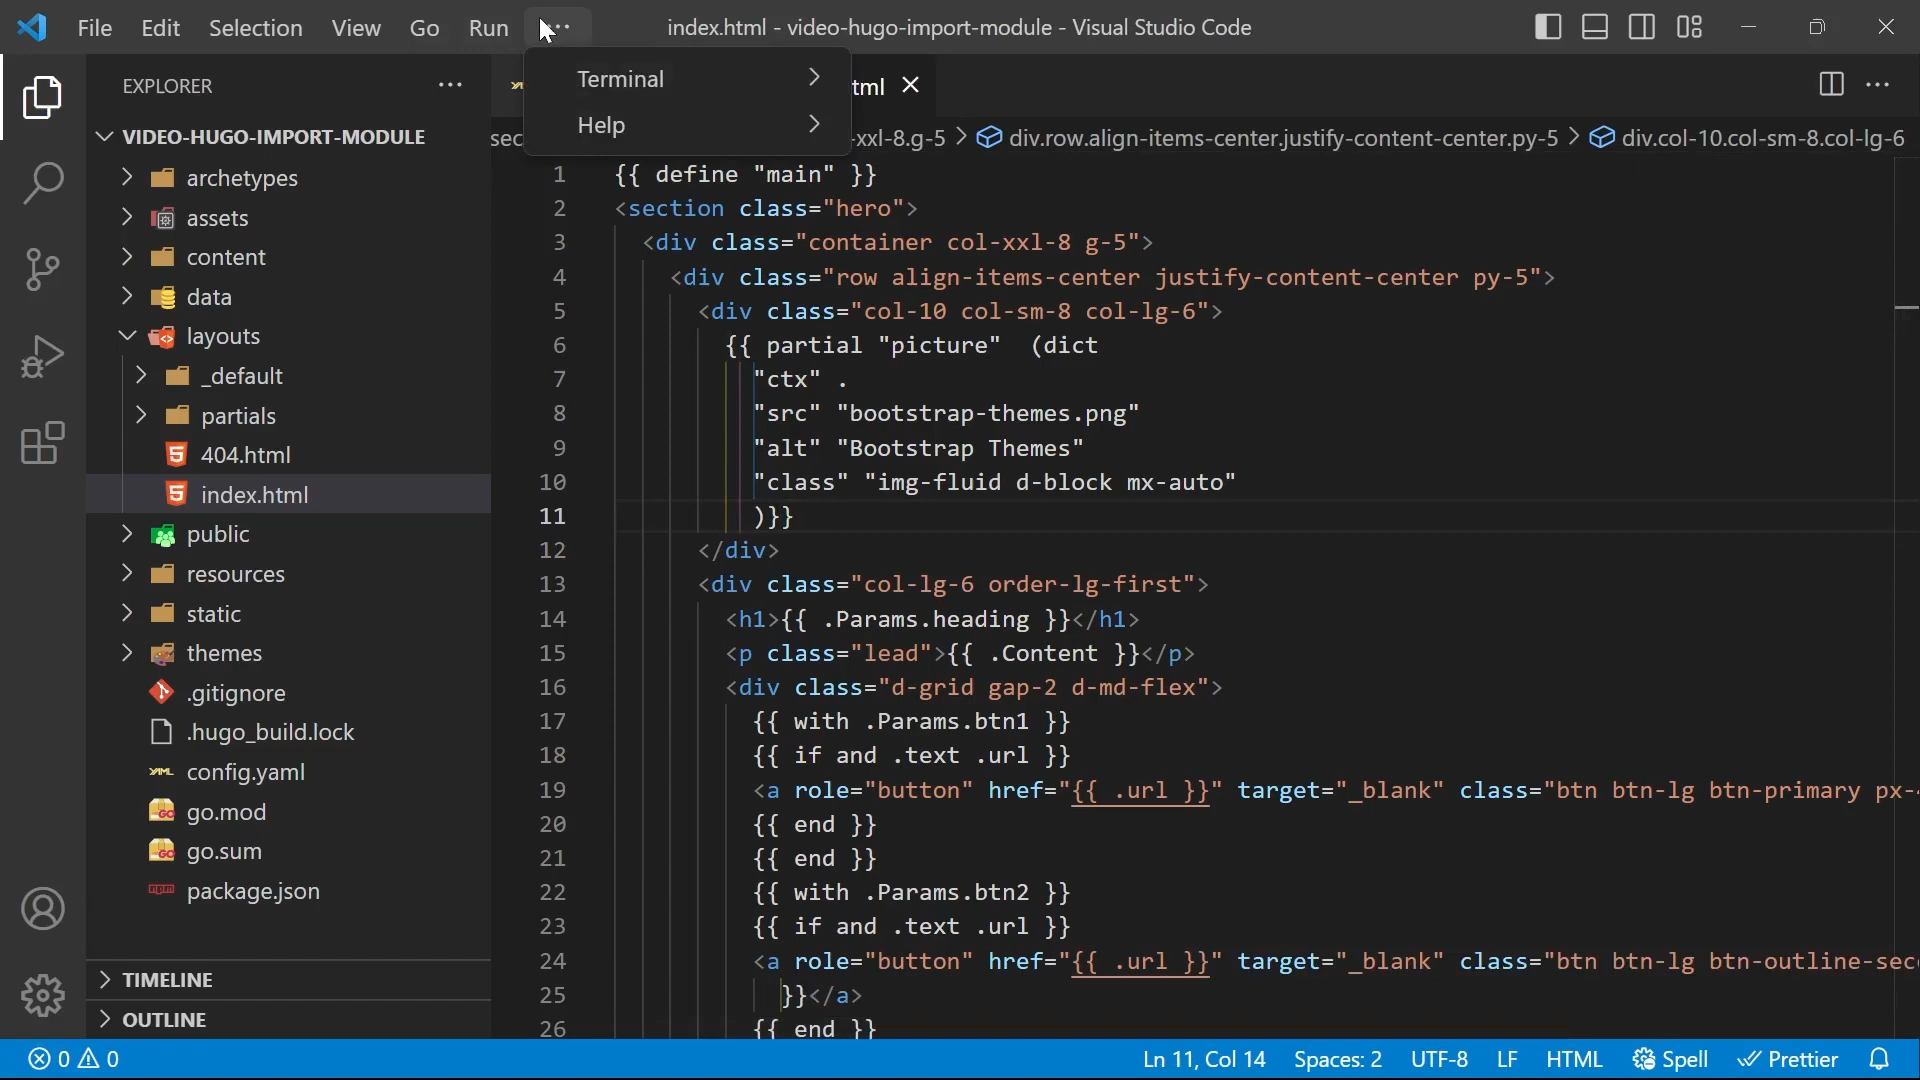 File Edit Selection View Go Run ··· index.html - video-hugo-import-module - Visual Studio Code
Terminal
Help
EXPLORER
tml
sec -xxl-8.g-5 > div.row.align-items-center.justify-content-center.py-5 > div.col-10.col-sm-8.col-lg-6
VIDEO-HUGO-IMPORT-MODULE
archetypes
assets
content
data
layouts
_default
partials
404.html
index.html
public
resources
static
themes
.gitignore
.hugo_build.lock
YAML config.yaml
go.mod
go.sum
package.json
TIMELINE
OUTLINE
1 {{ define "main" }}
2 <section class="hero">
3 <div class="container col-xxl-8 g-5">
4 <div class="row align-items-center justify-content-center py-5">
5 <div class="col-10 col-sm-8 col-lg-6">
6 {{ partial "picture"  (dict
7 "ctx" .
8 "src" "bootstrap-themes.png"
9 "alt" "Bootstrap Themes"
10 "class" "img-fluid d-block mx-auto"
11 )}}
12 </div>
13 <div class="col-lg-6 order-lg-first">
14 <h1>{{ .Params.heading }}</h1>
15 <p class="lead">{{ .Content }}</p>
16 <div class="d-grid gap-2 d-md-flex">
17 {{ with .Params.btn1 }}
18 {{ if and .text .url }}
19 <a role="button" href="{{ .url }}" target="_blank" class="btn btn-lg btn-primary px-
20 {{ end }}
21 {{ end }}
22 {{ with .Params.btn2 }}
23 {{ if and .text .url }}
24 <a role="button" href="{{ .url }}" target="_blank" class="btn btn-lg btn-outline-sec
25 }}</a>
26 {{ end }}
0 0 Ln 11, Col 14 Spaces: 2 UTF-8 LF HTML Spell Prettier